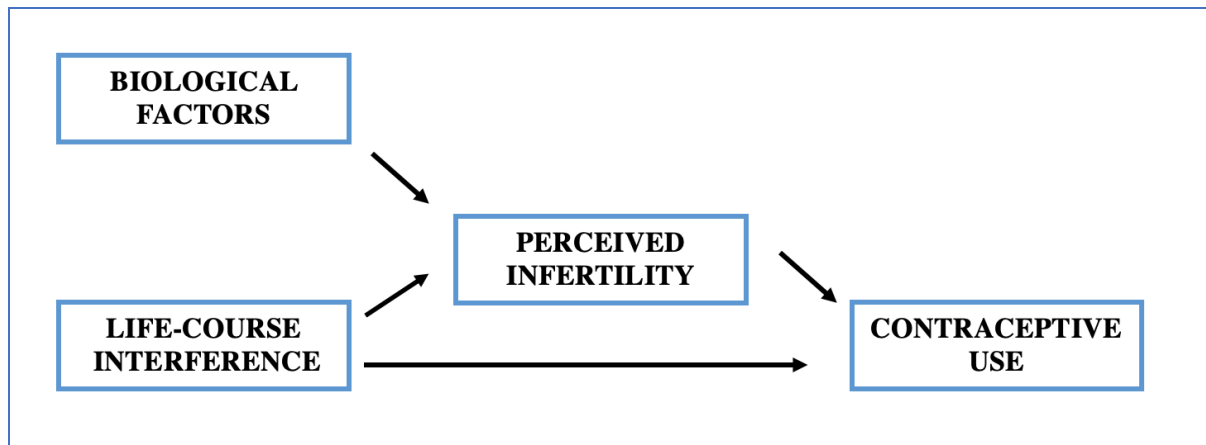 BIOLOGICAL
FACTORS
PERCEIVED
INFERTILITY
LIFE-COURSE
INTERFERENCE
CONTRACEPTIVE
USE